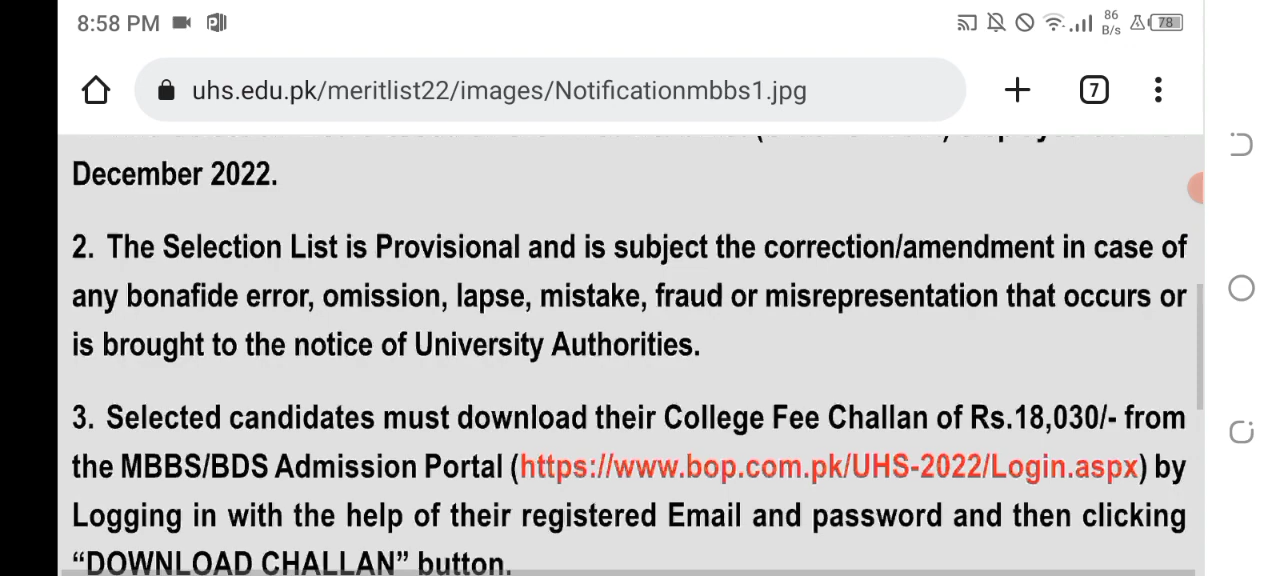 8:58 PM 86 B/s 78
uhs.edu.pk/meritlist22/images/Notificationmbbs1.jpg 7
December 2022.
2. The Selection List is Provisional and is subject the correction/amendment in case of
any bonafide error, omission, lapse, mistake, fraud or misrepresentation that occurs or
is brought to the notice of University Authorities.
3. Selected candidates must download their College Fee Challan of Rs.18,030/- from
the MBBS/BDS Admission Portal (https://www.bop.com.pk/UHS-2022/Login.aspx) by
Logging in with the help of their registered Email and password and then clicking
“DOWNLOAD CHALLAN” button.